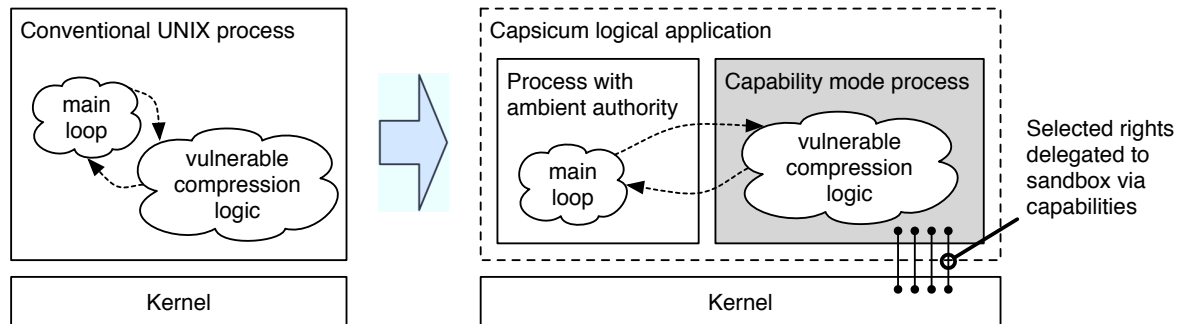 Conventional UNIX process
main
loop
vulnerable
compression
logic
Kernel
Capsicum logical application
Process with
ambient authority
main
loop
Capability mode process
vulnerable
compression
logic
Kernel
Selected rights
delegated to
sandbox via
capabilities